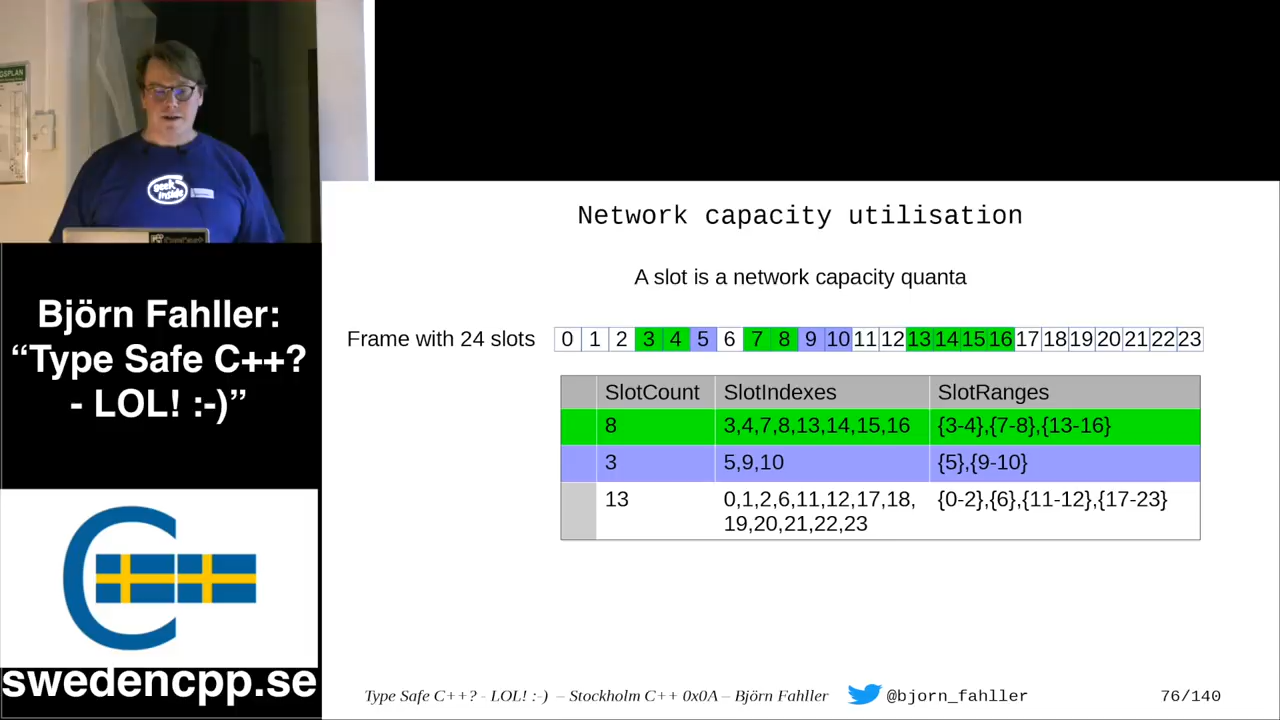 GSPLAN
geek
inside
Björn Fahller:
“Type Safe C++?
- LOL! :-)”
C
swedencpp.se
Network capacity utilisation
A slot is a network capacity quanta
Frame with 24 slots 0 1 2 3 4 5 6 7 8 9 10 11 12 13 14 15 16 17 18 19 20 21 22 23
SlotCount SlotIndexes SlotRanges
8 3,4,7,8,13,14,15,16 {3-4},{7-8},{13-16}
3 5,9,10 {5},{9-10}
13 0,1,2,6,11,12,17,18, {0-2},{6},{11-12},{17-23}
19,20,21,22,23
Type Safe C++? - LOL! :-) – Stockholm C++ 0x0A – Björn Fahller @bjorn_fahller 76/140